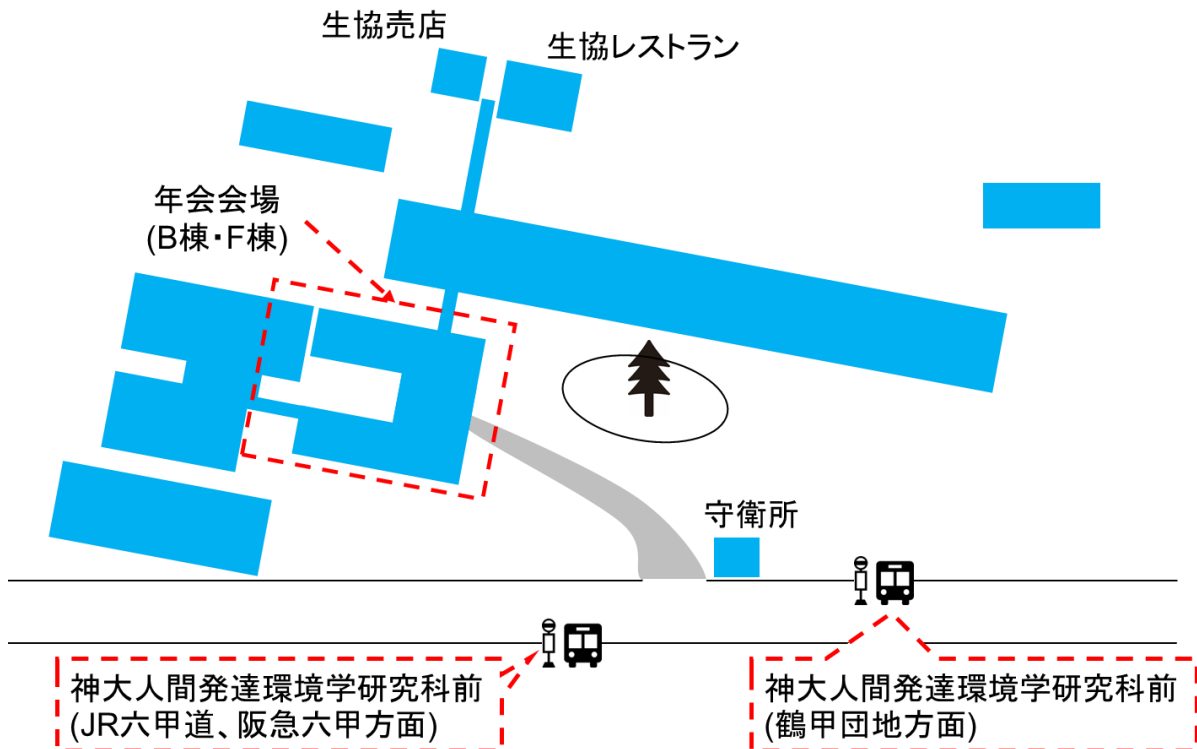 生協売店
生協レストラン
年会会場
(B棟・F棟)
守衛所
神大人間発達環境学研究科前
(JR六甲道、阪急六甲方面)
神大人間発達環境学研究科前
(鶴甲団地方面)